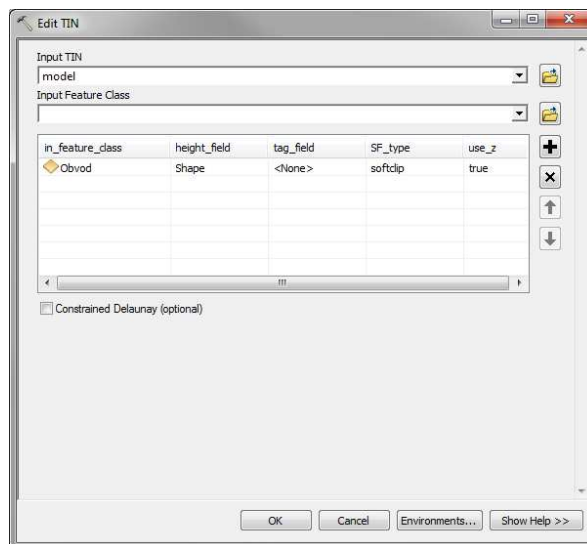 Edit TIN
Input TIN
model
Input Feature Class
in_feature_class height_field tag_field SF_type use_z
Obvod Shape <None> softclip true
Constrained Delaunay (optional)
OK Cancel Environments... Show Help >>